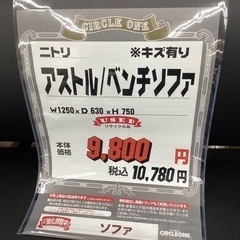 CIRCLE ONE
ニトリ ※キズ有り
アストル/ベンチソファ
W1250×D 630×H 750
USED
リサイクル品
本体価格 9,800円
税込 10,780円
ソファ
CIRCLEONE